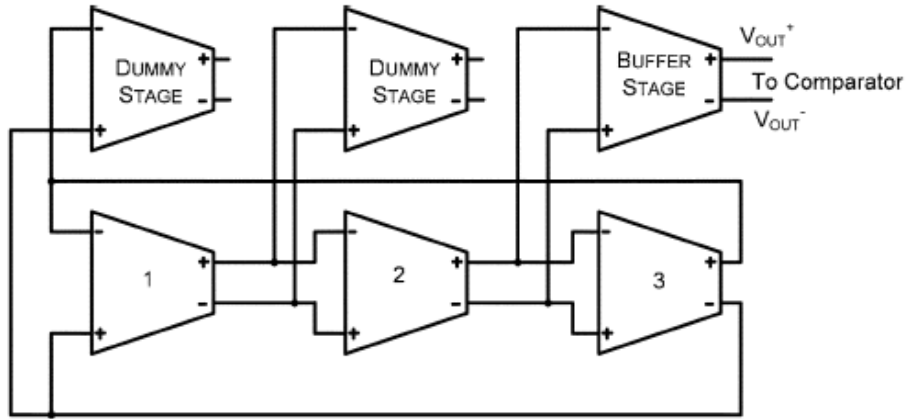 - DUMMY STAGE + - +
- DUMMY STAGE + - +
- BUFFER STAGE + - +
VOUT+
To Comparator
VOUT-
- 1 + - +
- 2 + - +
- 3 + - +